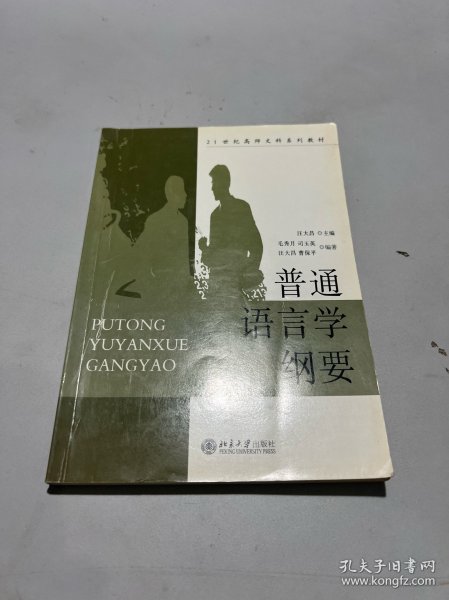 21世纪高师文科系列教材
汪大昌 主编
毛秀月 司玉英
汪大昌 曹保平 编著
普通
语言学
纲要
PUTONG
YUYANXUE
GANGYAO
北京大学出版社
PEKING UNIVERSITY PRESS
孔夫子旧书网
www.kongfz.com